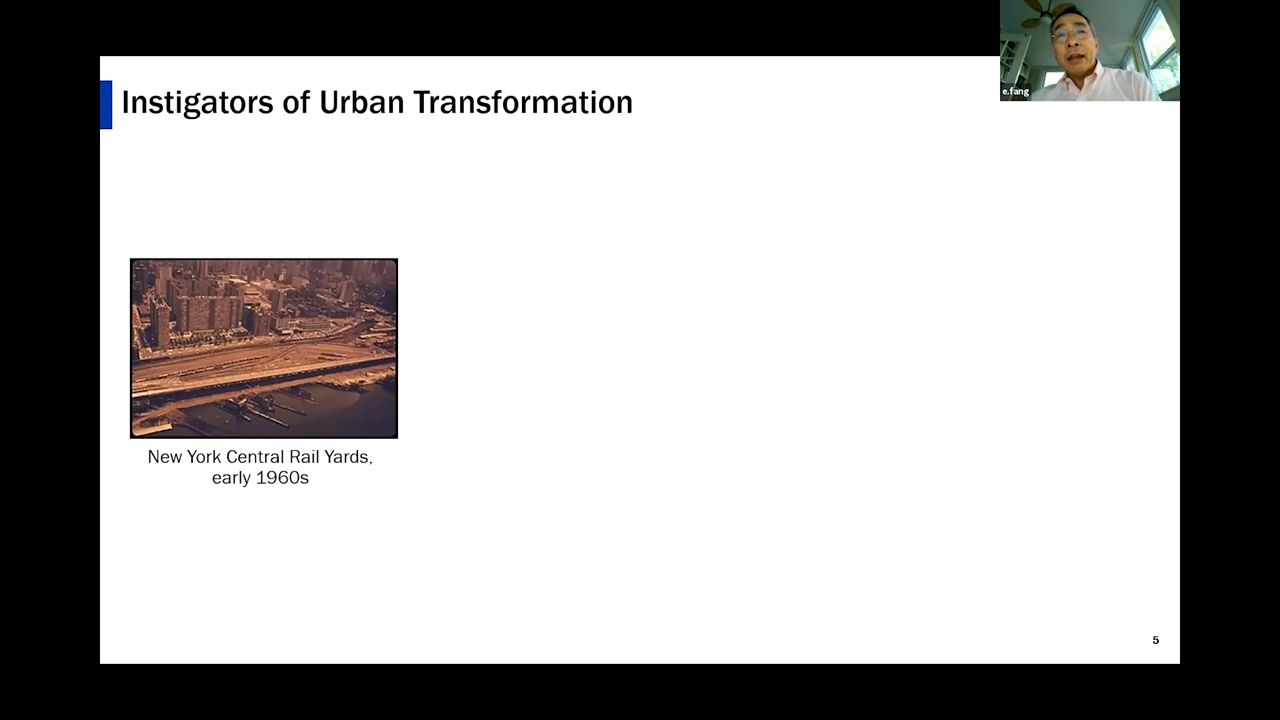 Instigators of Urban Transformation
e.fang
New York Central Rail Yards,
early 1960s
5